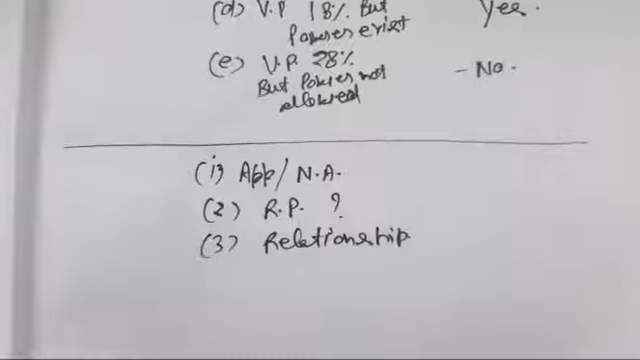 (d) V.P 18% But Yes.
Powers exist
(e) V.P. 28% - No.
But Powers not
allowed
(1) App/ N.A.
(2) R.P. ?
(3) Relationship